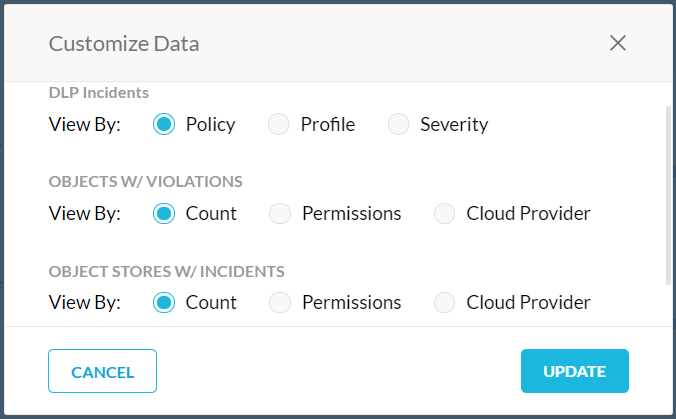 Customize Data
DLP Incidents
View By: Policy Profile Severity
OBJECTS W/ VIOLATIONS
View By: Count Permissions Cloud Provider
OBJECT STORES W/ INCIDENTS
View By: Count Permissions Cloud Provider
CANCEL UPDATE